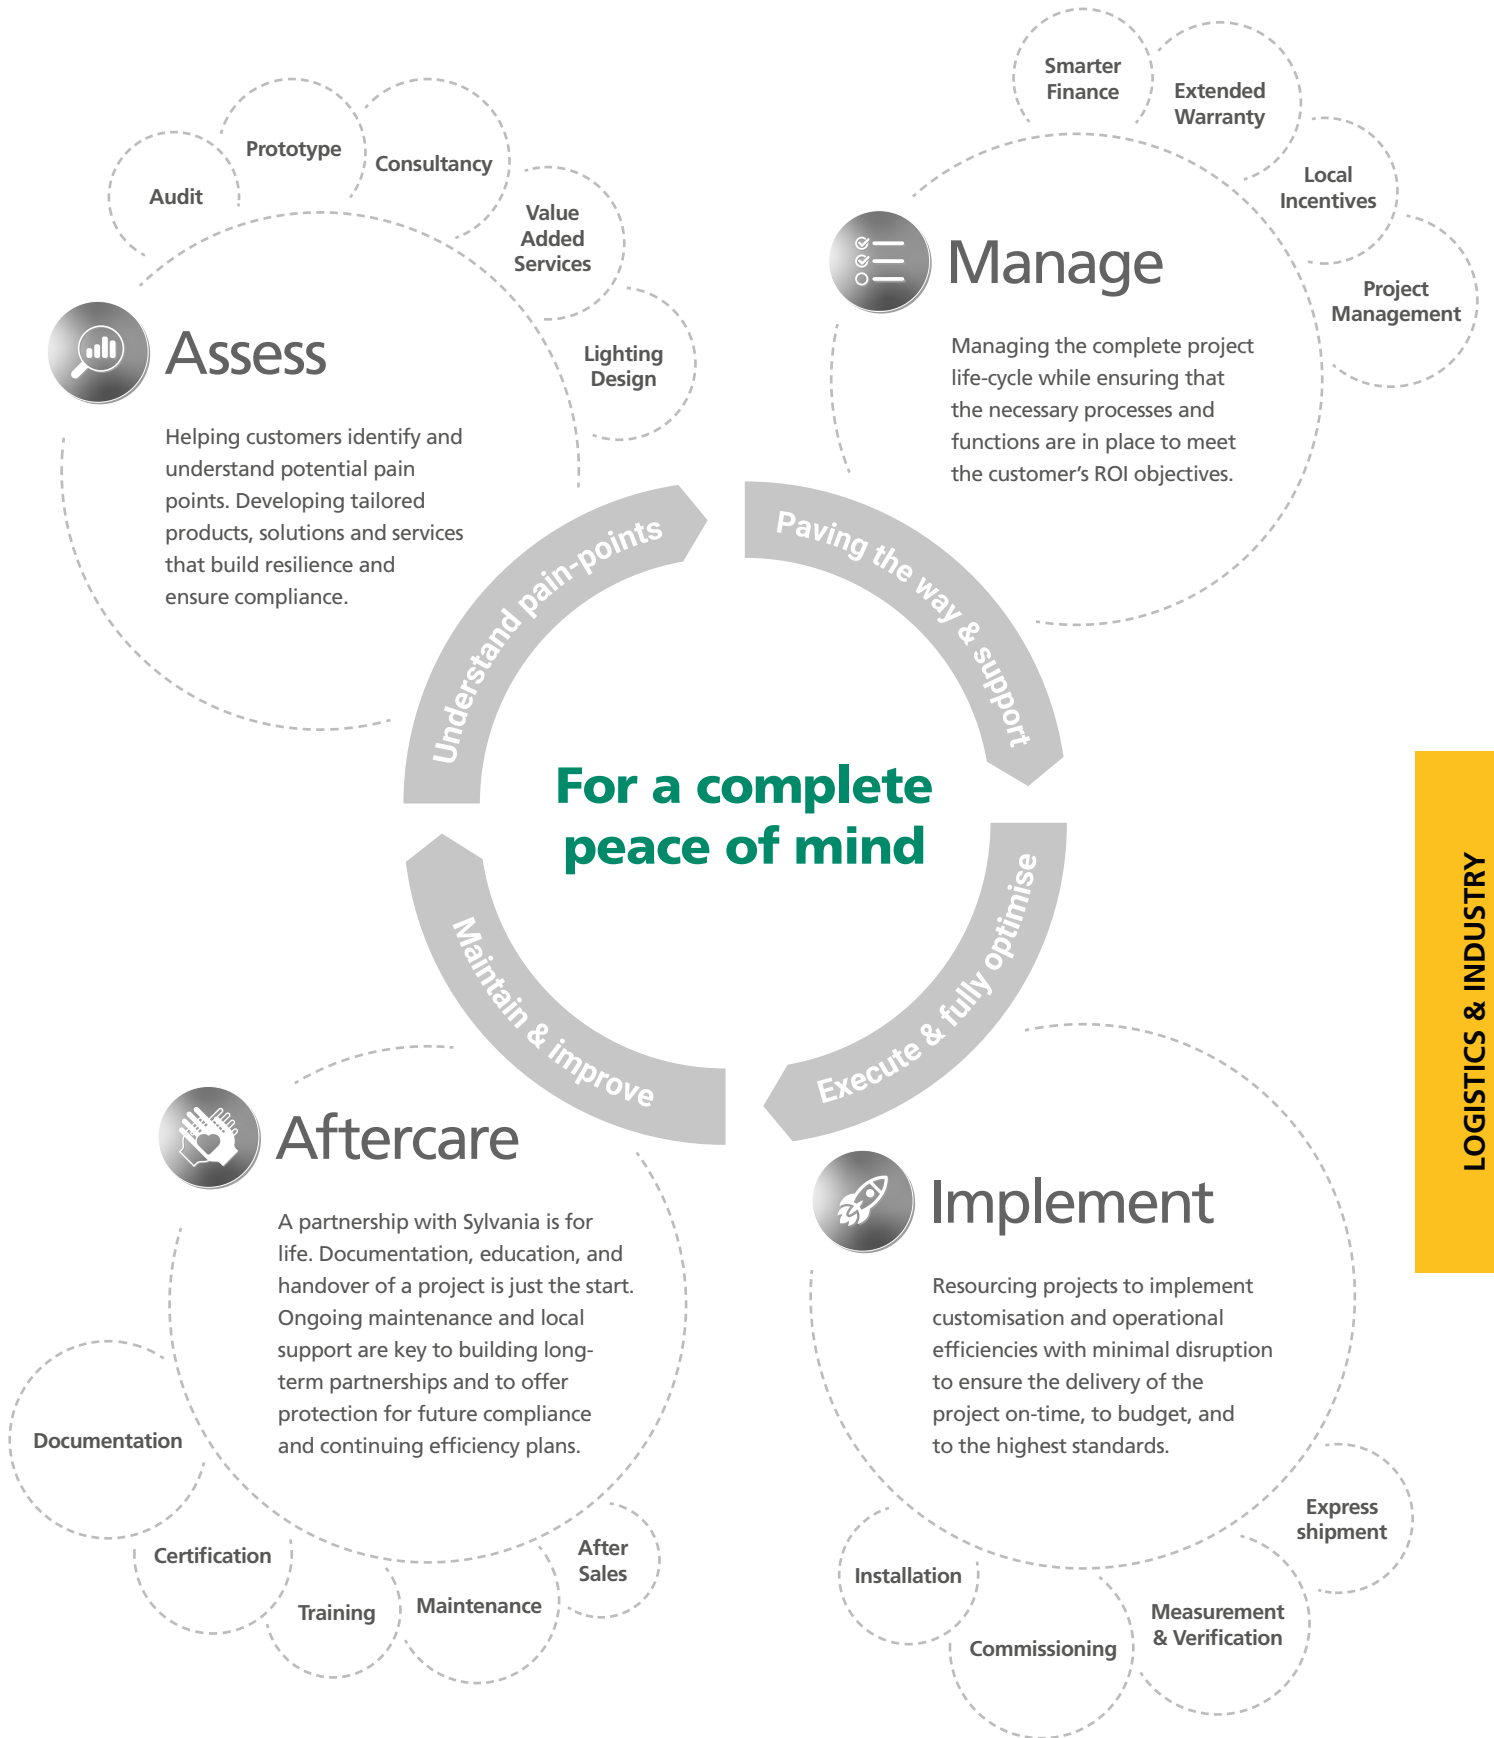 Audit
Prototype
Consultancy
Value
Added
Services
Lighting
Design
Assess
Helping customers identify and
understand potential pain
points. Developing tailored
products, solutions and services
that build resilience and
ensure compliance.
Smarter
Finance
Extended
Warranty
Local
Incentives
Project
Management
Manage
Managing the complete project
life-cycle while ensuring that
the necessary processes and
functions are in place to meet
the customer’s ROI objectives.
Understand pain-points
Paving the way & support
For a complete
peace of mind
Execute & fully optimise
Maintain & improve
LOGISTICS & INDUSTRY
Aftercare
A partnership with Sylvania is for
life. Documentation, education, and
handover of a project is just the start.
Ongoing maintenance and local
support are key to building long-
term partnerships and to offer
protection for future compliance
and continuing efficiency plans.
Documentation
Certification
Training
Maintenance
After
Sales
Implement
Resourcing projects to implement
customisation and operational
efficiencies with minimal disruption
to ensure the delivery of the
project on-time, to budget, and
to the highest standards.
Installation
Commissioning
Measurement
& Verification
Express
shipment